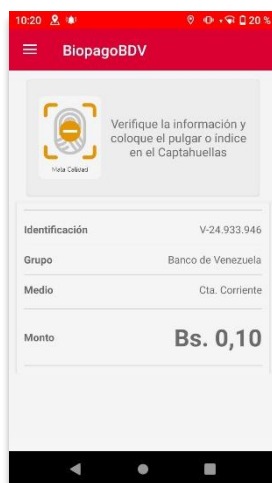 10:20 20 %
BiopagoBDV
Verifique la información y
coloque el pulgar o índice
en el Captahuellas
Mala Calidad
Identificación V-24.933.946
Grupo Banco de Venezuela
Medio Cta. Corriente
Monto Bs. 0,10